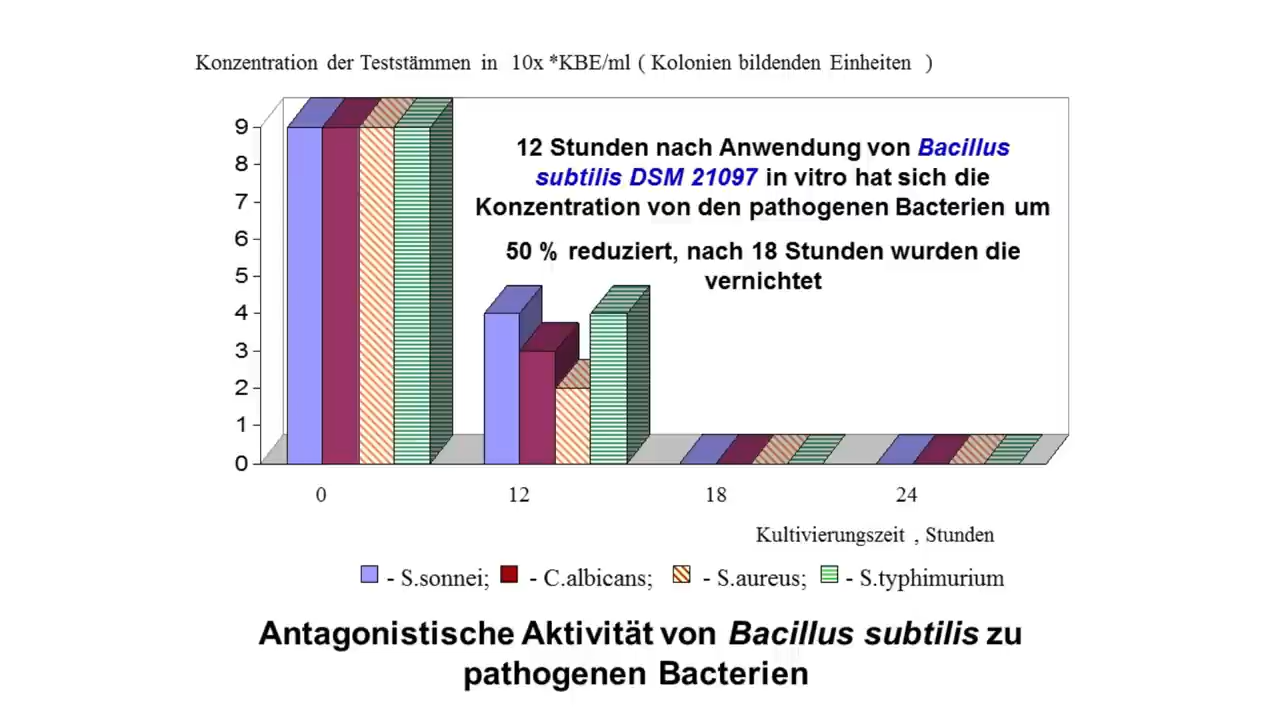 Konzentration der Teststämmen in 10x *KBE/ml ( Kolonien bildenden Einheiten )
9
8
7
6
5
4
3
2
1
0
12 Stunden nach Anwendung von Bacillus
subtilis DSM 21097 in vitro hat sich die
Konzentration von den pathogenen Bacterien um
50 % reduziert, nach 18 Stunden wurden die
vernichtet
0 12 18 24
Kultivierungszeit , Stunden
- S.sonnei; - C.albicans; - S.aureus; - S.typhimurium
Antagonistische Aktivität von Bacillus subtilis zu
pathogenen Bacterien